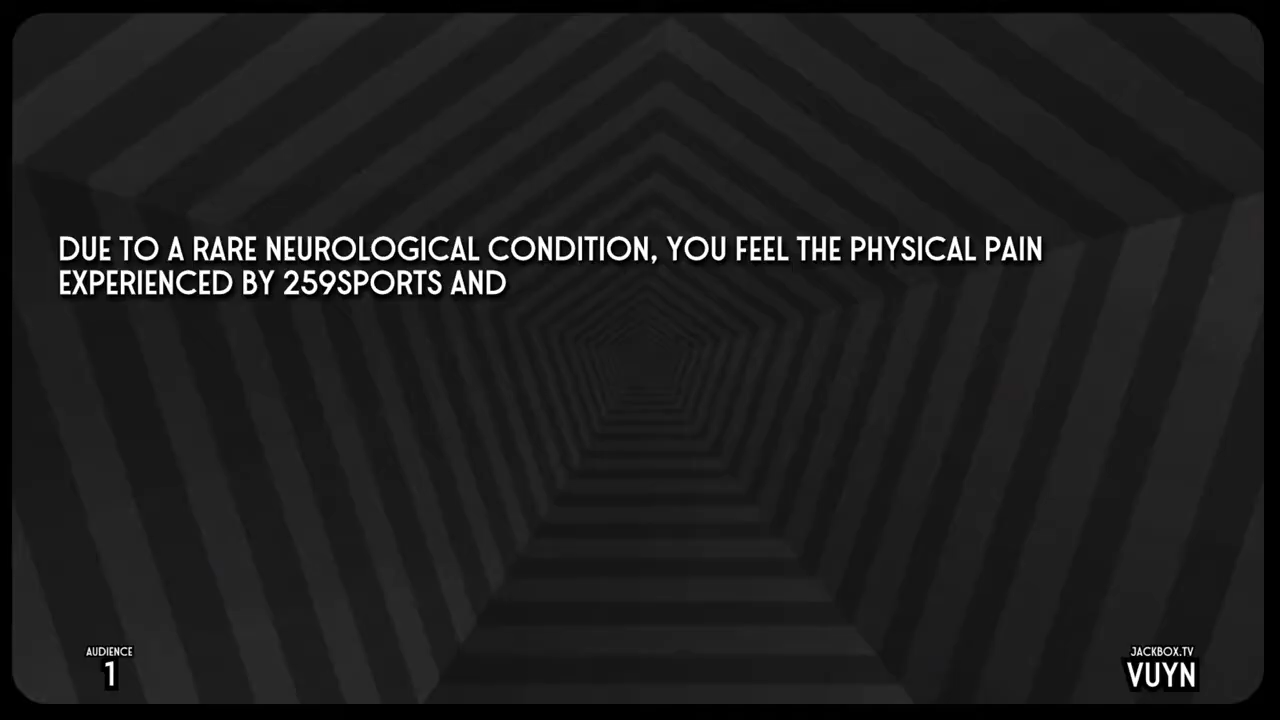 DUE TO A RARE NEUROLOGICAL CONDITION, YOU FEEL THE PHYSICAL PAIN
EXPERIENCED BY 259SPORTS AND
AUDIENCE
1
JACKBOX.TV
VUYN